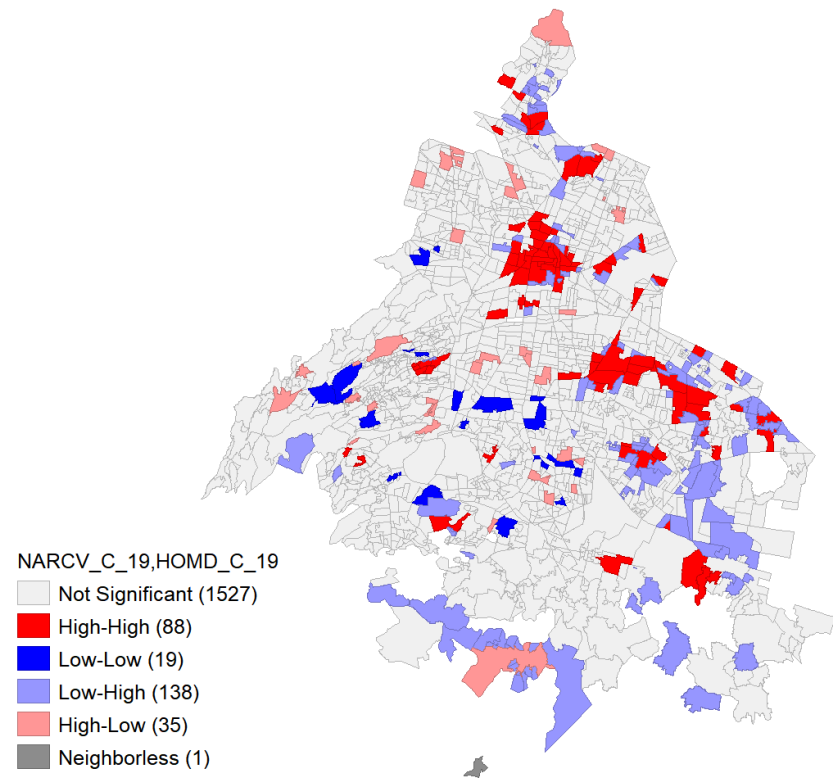 NARCV_C_19,HOMD_C_19
Not Significant (1527)
High-High (88)
Low-Low (19)
Low-High (138)
High-Low (35)
Neighborless (1)